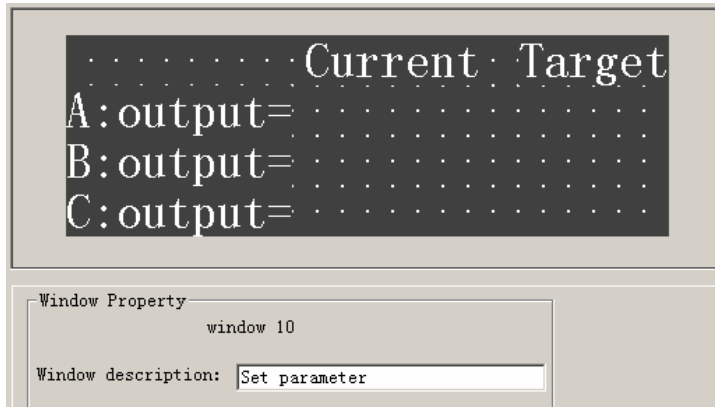 Current Target
A:output=
B:output=
C:output=
Window Property
window 10
Window description: Set parameter